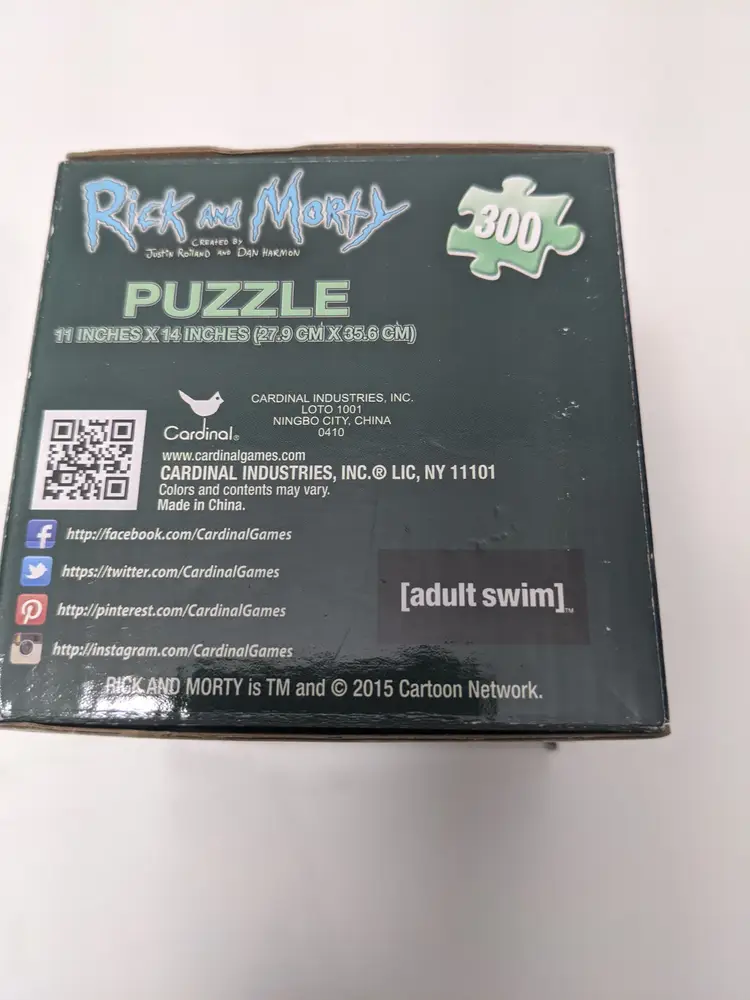 Rick and Morty
CREATED BY
Justin Roiland and Dan Harmon
300
PUZZLE
11 INCHES X 14 INCHES (27.9 CM X 35.6 CM)
CARDINAL INDUSTRIES, INC.
LOTO 1001
NINGBO CITY, CHINA
0410
Cardinal®
www.cardinalgames.com
CARDINAL INDUSTRIES, INC.® LIC, NY 11101
Colors and contents may vary.
Made in China.
http://facebook.com/CardinalGames
https://twitter.com/CardinalGames
http://pinterest.com/CardinalGames
http://instagram.com/CardinalGames
[adult swim]™
RICK AND MORTY is TM and © 2015 Cartoon Network.